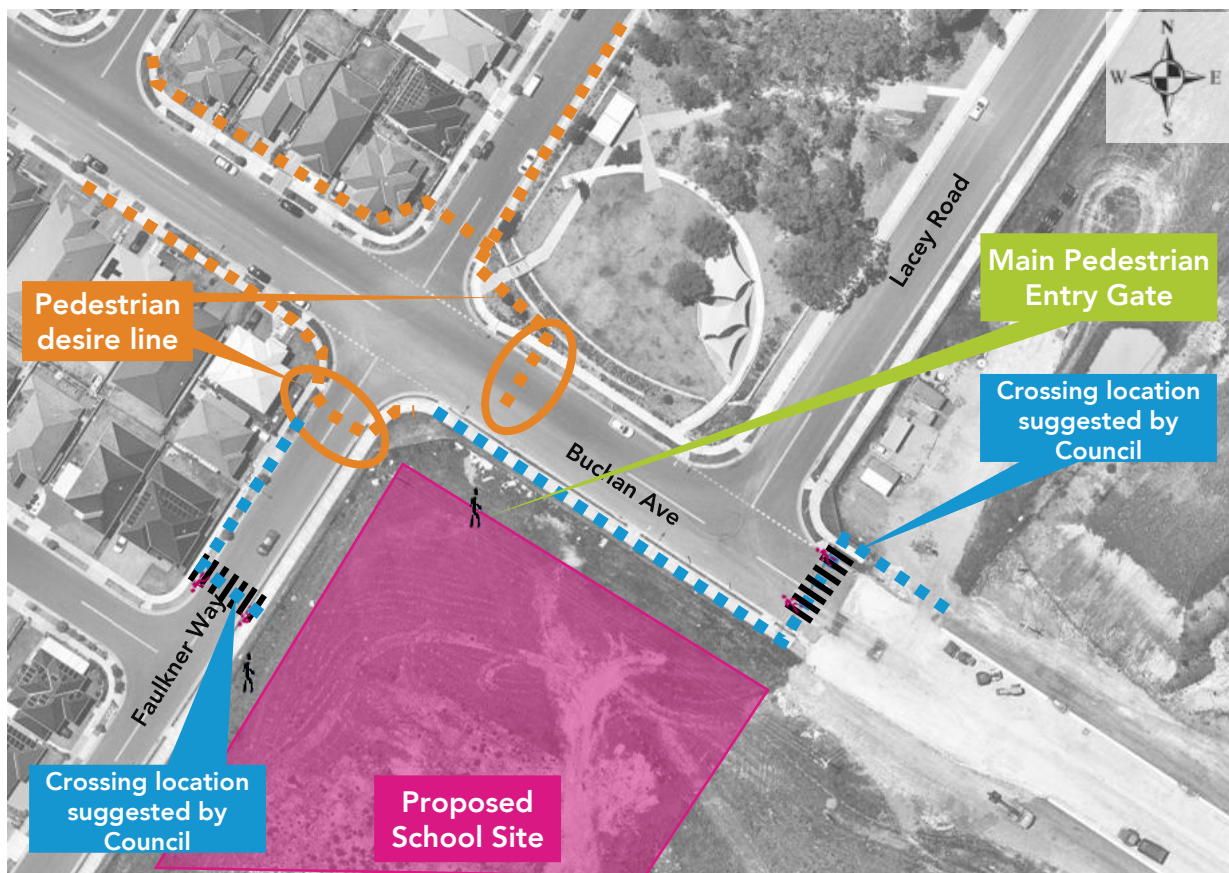 N
W E
S
Lacey Road
Main Pedestrian
Entry Gate
Pedestrian
desire line
Crossing location
suggested by
Council
Buchan Ave
Faulkner Way
Crossing location
suggested by
Council
Proposed
School Site